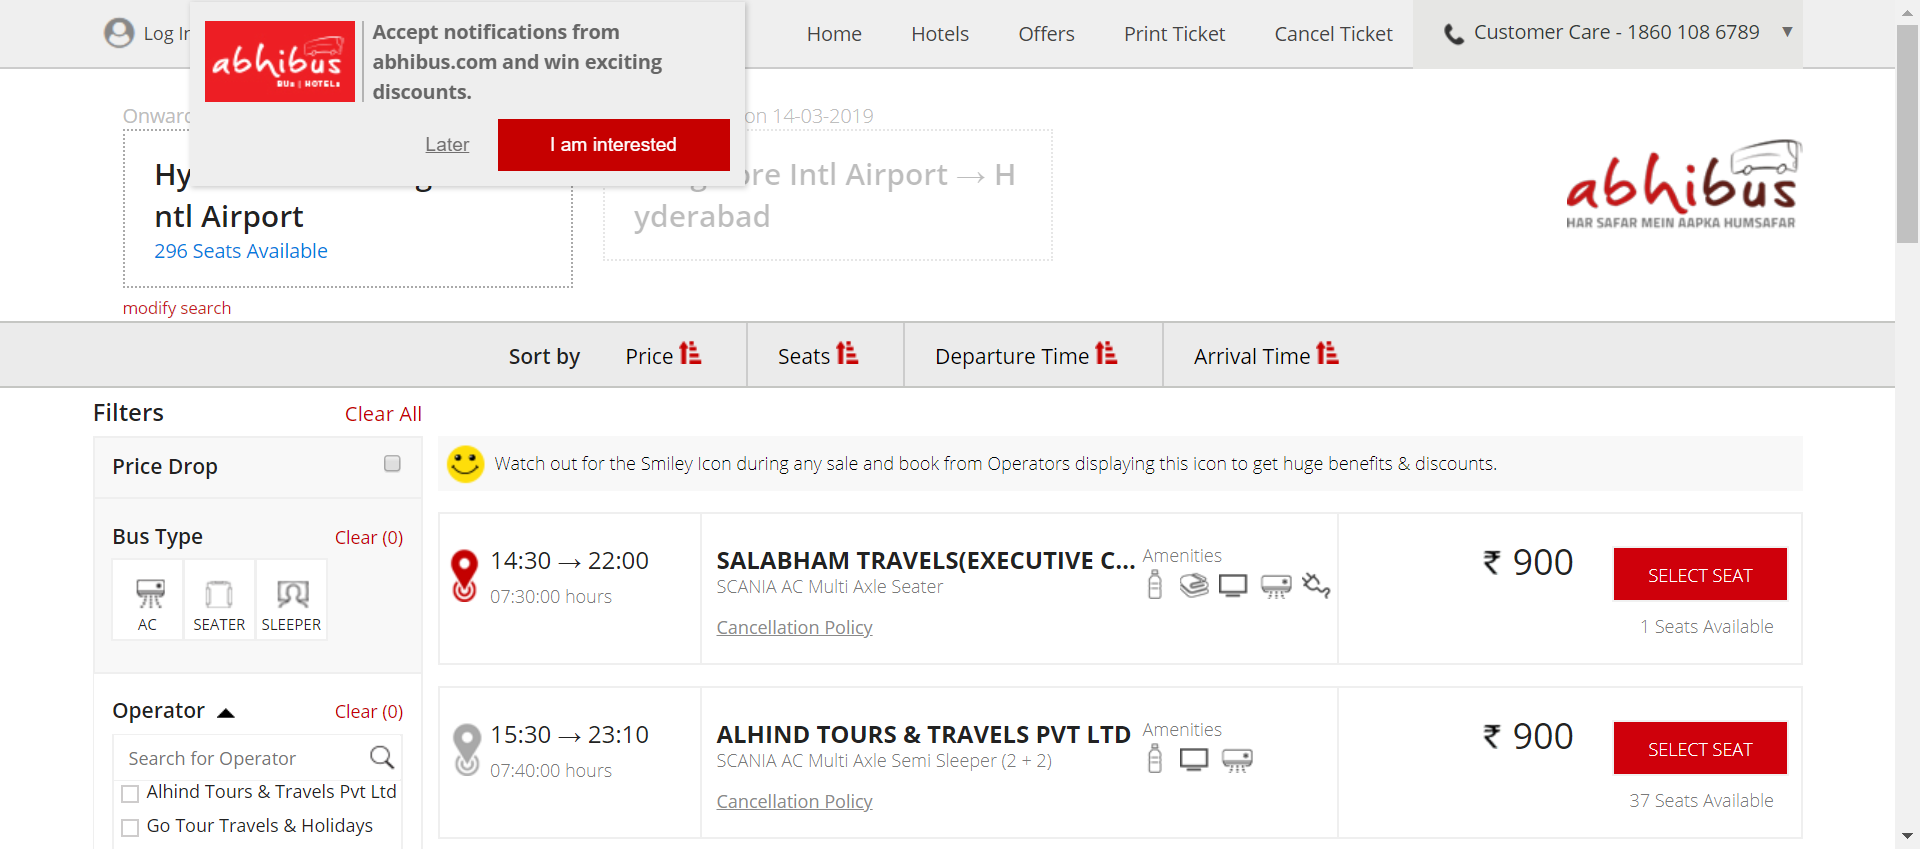 Log In
abhibus
BUS | HOTELS
Accept notifications from
abhibus.com and win exciting
discounts.
Later
I am interested
Home
Hotels
Offers
Print Ticket
Cancel Ticket
Customer Care - 1860 108 6789 ▼
Onward
on 14-03-2019
Hy
ntl Airport
296 Seats Available
ore Intl Airport → H
yderabad
modify search
abhibus
HAR SAFAR MEIN AAPKA HUMSAFAR
Sort by
Price
Seats
Departure Time
Arrival Time
Filters
Clear All
Price Drop
Bus Type
Clear (0)
AC
SEATER
SLEEPER
Operator
Clear (0)
Search for Operator
Alhind Tours & Travels Pvt Ltd
Go Tour Travels & Holidays
Watch out for the Smiley Icon during any sale and book from Operators displaying this icon to get huge benefits & discounts.
14:30 → 22:00
07:30:00 hours
SALABHAM TRAVELS(EXECUTIVE C...
SCANIA AC Multi Axle Seater
Cancellation Policy
Amenities
₹ 900
SELECT SEAT
1 Seats Available
15:30 → 23:10
07:40:00 hours
ALHIND TOURS & TRAVELS PVT LTD
SCANIA AC Multi Axle Semi Sleeper (2 + 2)
Cancellation Policy
Amenities
₹ 900
SELECT SEAT
37 Seats Available